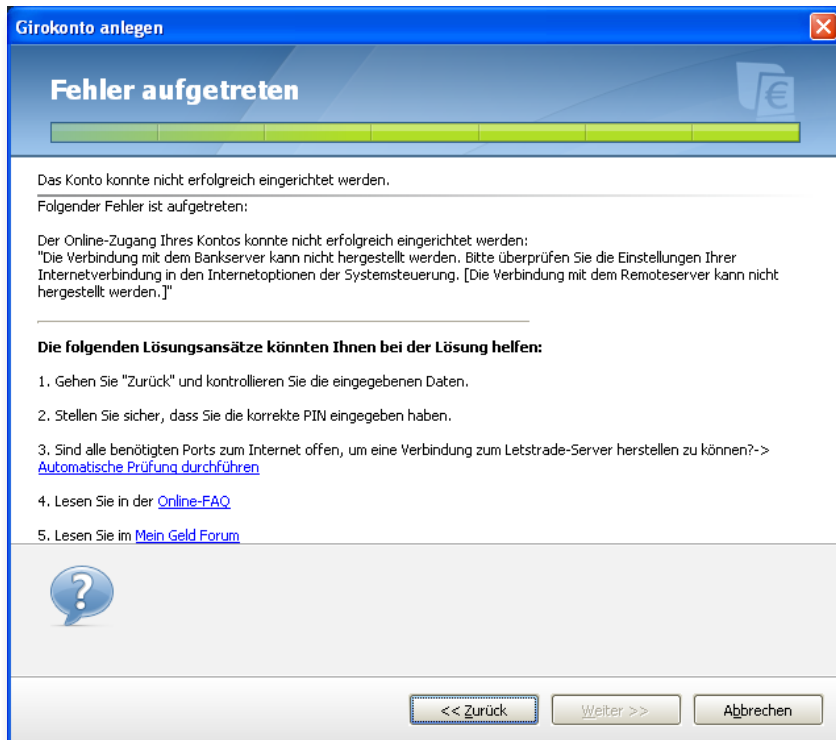 Girokonto anlegen
Fehler aufgetreten
€
Das Konto konnte nicht erfolgreich eingerichtet werden.
Folgender Fehler ist aufgetreten:
Der Online-Zugang Ihres Kontos konnte nicht erfolgreich eingerichtet werden:
"Die Verbindung mit dem Bankserver kann nicht hergestellt werden. Bitte überprüfen Sie die Einstellungen Ihrer
Internetverbindung in den Internetoptionen der Systemsteuerung. [Die Verbindung mit dem Remoteserver kann nicht
hergestellt werden.]"
Die folgenden Lösungsansätze könnten Ihnen bei der Lösung helfen:
1. Gehen Sie "Zurück" und kontrollieren Sie die eingegebenen Daten.
2. Stellen Sie sicher, dass Sie die korrekte PIN eingegeben haben.
3. Sind alle benötigten Ports zum Internet offen, um eine Verbindung zum Letstrade-Server herstellen zu können?->
Automatische Prüfung durchführen
4. Lesen Sie in der Online-FAQ
5. Lesen Sie im Mein Geld Forum
?
<< Zurück Weiter >> Abbrechen